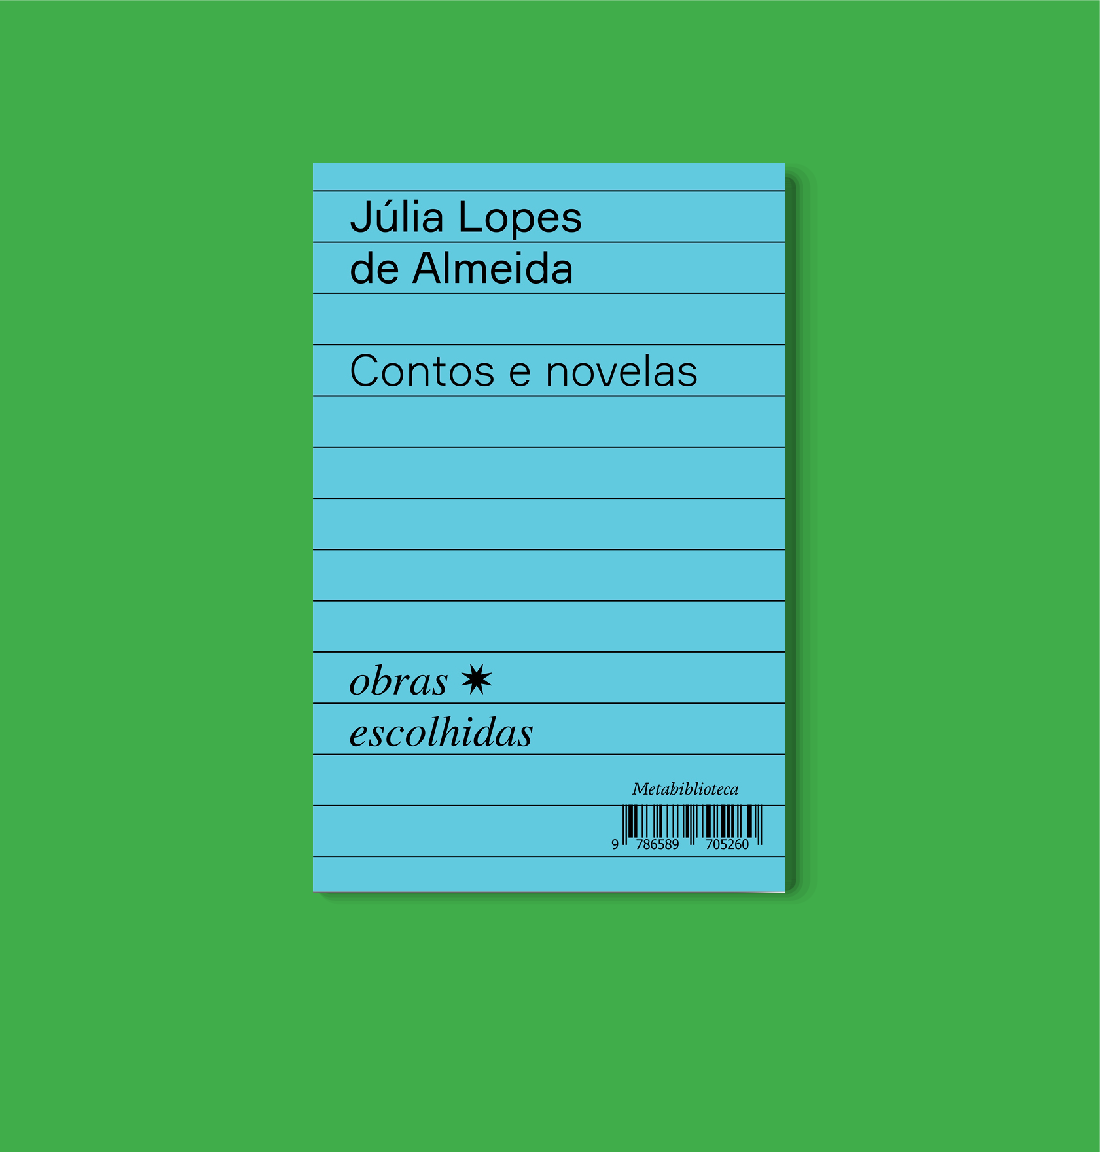 Júlia Lopes
de Almeida
Contos e novelas
obras ✷
escolhidas
Metabiblioteca
9 786589 705260